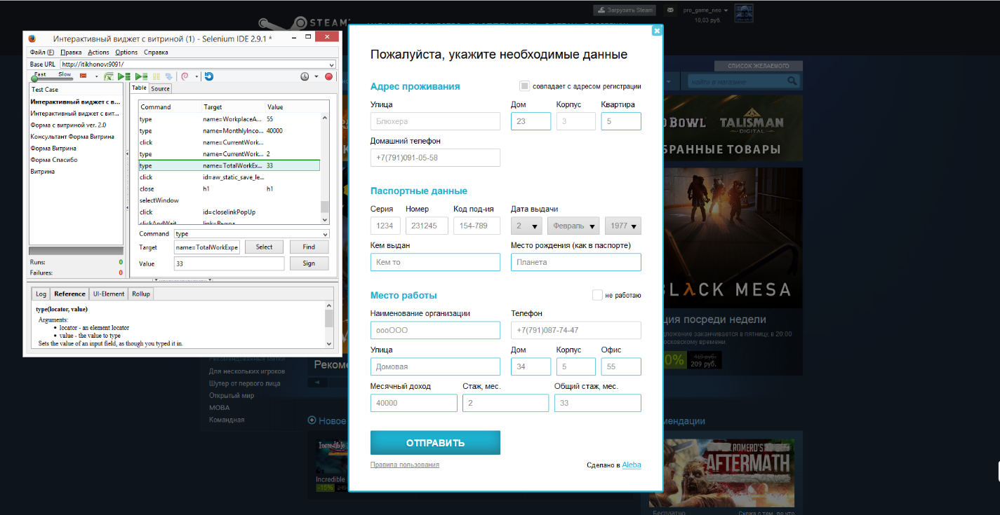 STEAM
Загрузить Steam
pro_game_neo
10,03 руб.
СПИСОК ЖЕЛАЕМОГО
найти в магазине
Интерактивный виджет с витриной (1) - Selenium IDE 2.9.1 *
Файл (F) Правка Actions Options Справка
Base URL http://itikhonov:9091/
Fast Slow
Test Case
Интерактивный виджет с в...
Интерактивный виджет с вит...
Форма с витриной ver. 2.0
Консультант Форма Витрина
Форма Витрина
Форма Спасибо
Витрина
Runs: 0
Failures: 0
Table Source
Command Target Value
type name=WorkplaceA... 55
type name=MonthlyInco... 40000
click name=CurrentWork...
type name=CurrentWork... 2
type name=TotalWorkEx... 33
click id=aw_static_save_le...
close h1 h1
selectWindow
click id=closelinkPopUp
clickAndWait link=Выход
Command type
Target name=TotalWorkExpe Select Find
Value 33 Sign
Log Reference UI-Element Rollup
type(locator, value)
Arguments:
• locator - an element locator
• value - the value to type
Sets the value of an input field, as though you typed it in.
Пожалуйста, укажите необходимые данные
Адрес проживания
совпадает с адресом регистрации
Улица Дом Корпус Квартира
Блюхера 23 3 5
Домашний телефон
+7(791)091-05-58
Паспортные данные
Серия Номер Код под-ия Дата выдачи
1234 231245 154-789 2 Февраль 1977
Кем выдан Место рождения (как в паспорте)
Кем то Планета
Место работы
не работаю
Наименование организации Телефон
оооООО +7(791)087-74-47
Улица Дом Корпус Офис
Домовая 34 5 55
Месячный доход Стаж, мес. Общий стаж, мес.
40000 2 33
ОТПРАВИТЬ
Правила пользования
Сделано в Aleba
BOWL TALISMAN
DIGITAL
БРАННЫЕ ТОВАРЫ
BLACK MESA
ция посреди недели
дложение заканчивается в пятницу, в 20:00
осковскому времени.
0% 419 руб.
209 руб.
Рекомендованные метки
Для нескольких игроков
Шутер от первого лица
Открытый мир
MOBA
Командная
Реком
Новое
мендации
Incredible
Incredible
-15%
ROMERO'S
AFTERMATH
Бесплатно
Схожа с тем, во что